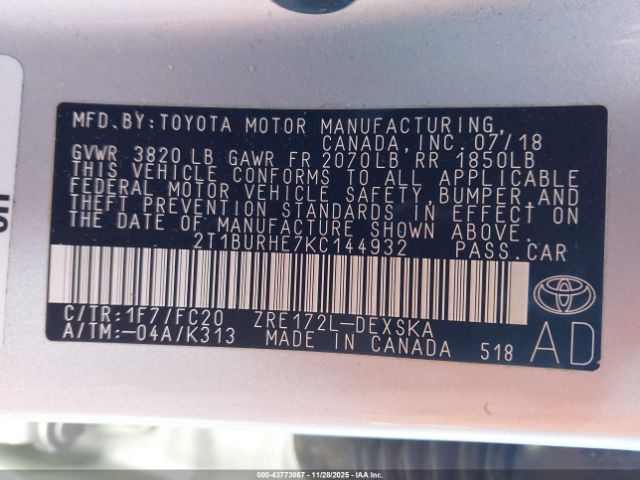 MFD. BY: TOYOTA MOTOR MANUFACTURING,
CANADA, INC. 07/18
GVWR 3820 LB GAWR FR 2070LB RR 1850LB
THIS VEHICLE CONFORMS TO ALL APPLICABLE
FEDERAL MOTOR VEHICLE SAFETY, BUMPER, AND
THEFT PREVENTION STANDARDS IN EFFECT ON
THE DATE OF MANUFACTURE SHOWN ABOVE.
2T1BURHE7KC144932 PASS. CAR
C/TR: 1F7/FC20 ZRE172L-DEXSKA
A/TM: -04A/K313 MADE IN CANADA 518 AD
000-43773867 - 11/28/2025 - IAA Inc.